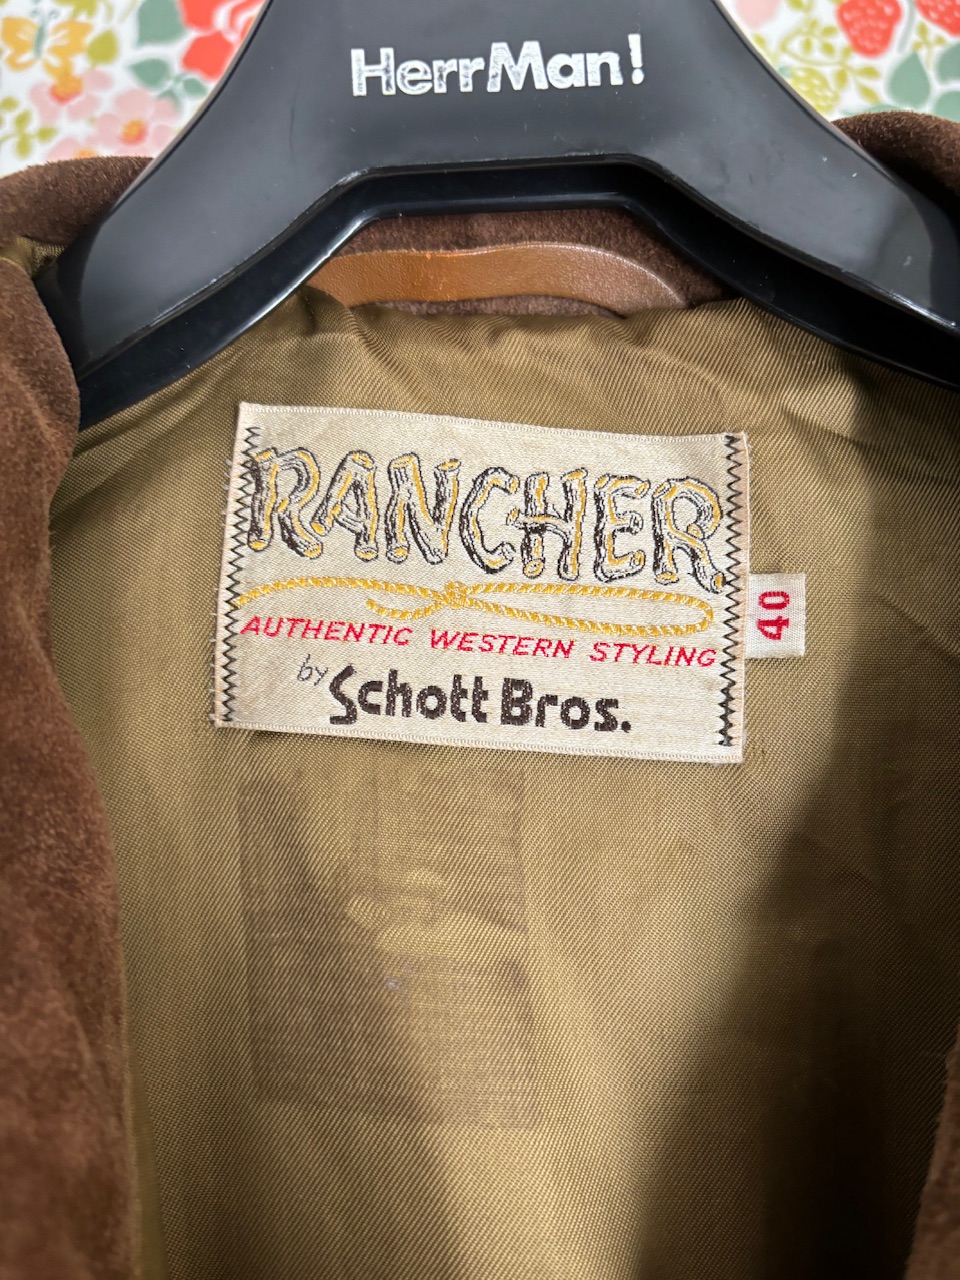 HerrMan!
RANCHER
AUTHENTIC WESTERN STYLING
by Schott Bros.
40